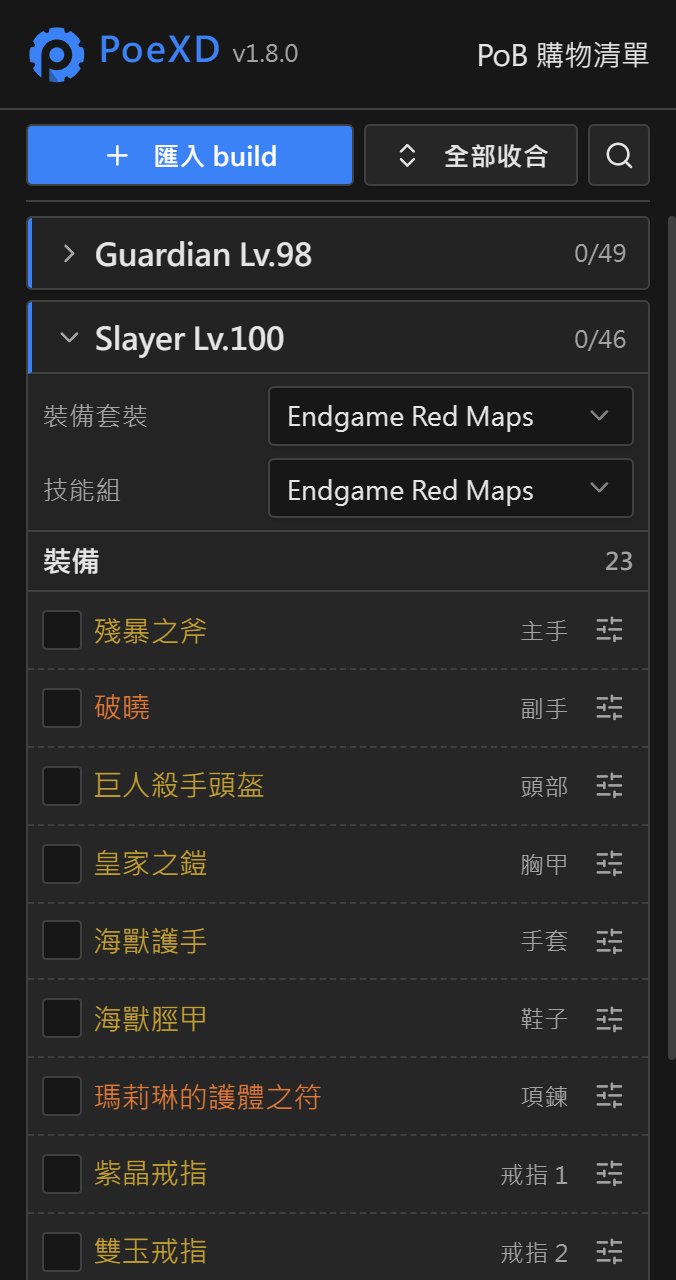 PoeXD v1.8.0 PoB 購物清單
+ 匯入 build 全部收合
Guardian Lv.98 0/49
Slayer Lv.100 0/46
裝備套裝 Endgame Red Maps
技能組 Endgame Red Maps
裝備 23
殘暴之斧 主手
破曉 副手
巨人殺手頭盔 頭部
皇家之鎧 胸甲
海獸護手 手套
海獸脛甲 鞋子
瑪莉琳的護體之符 項鍊
紫晶戒指 戒指 1
雙玉戒指 戒指 2